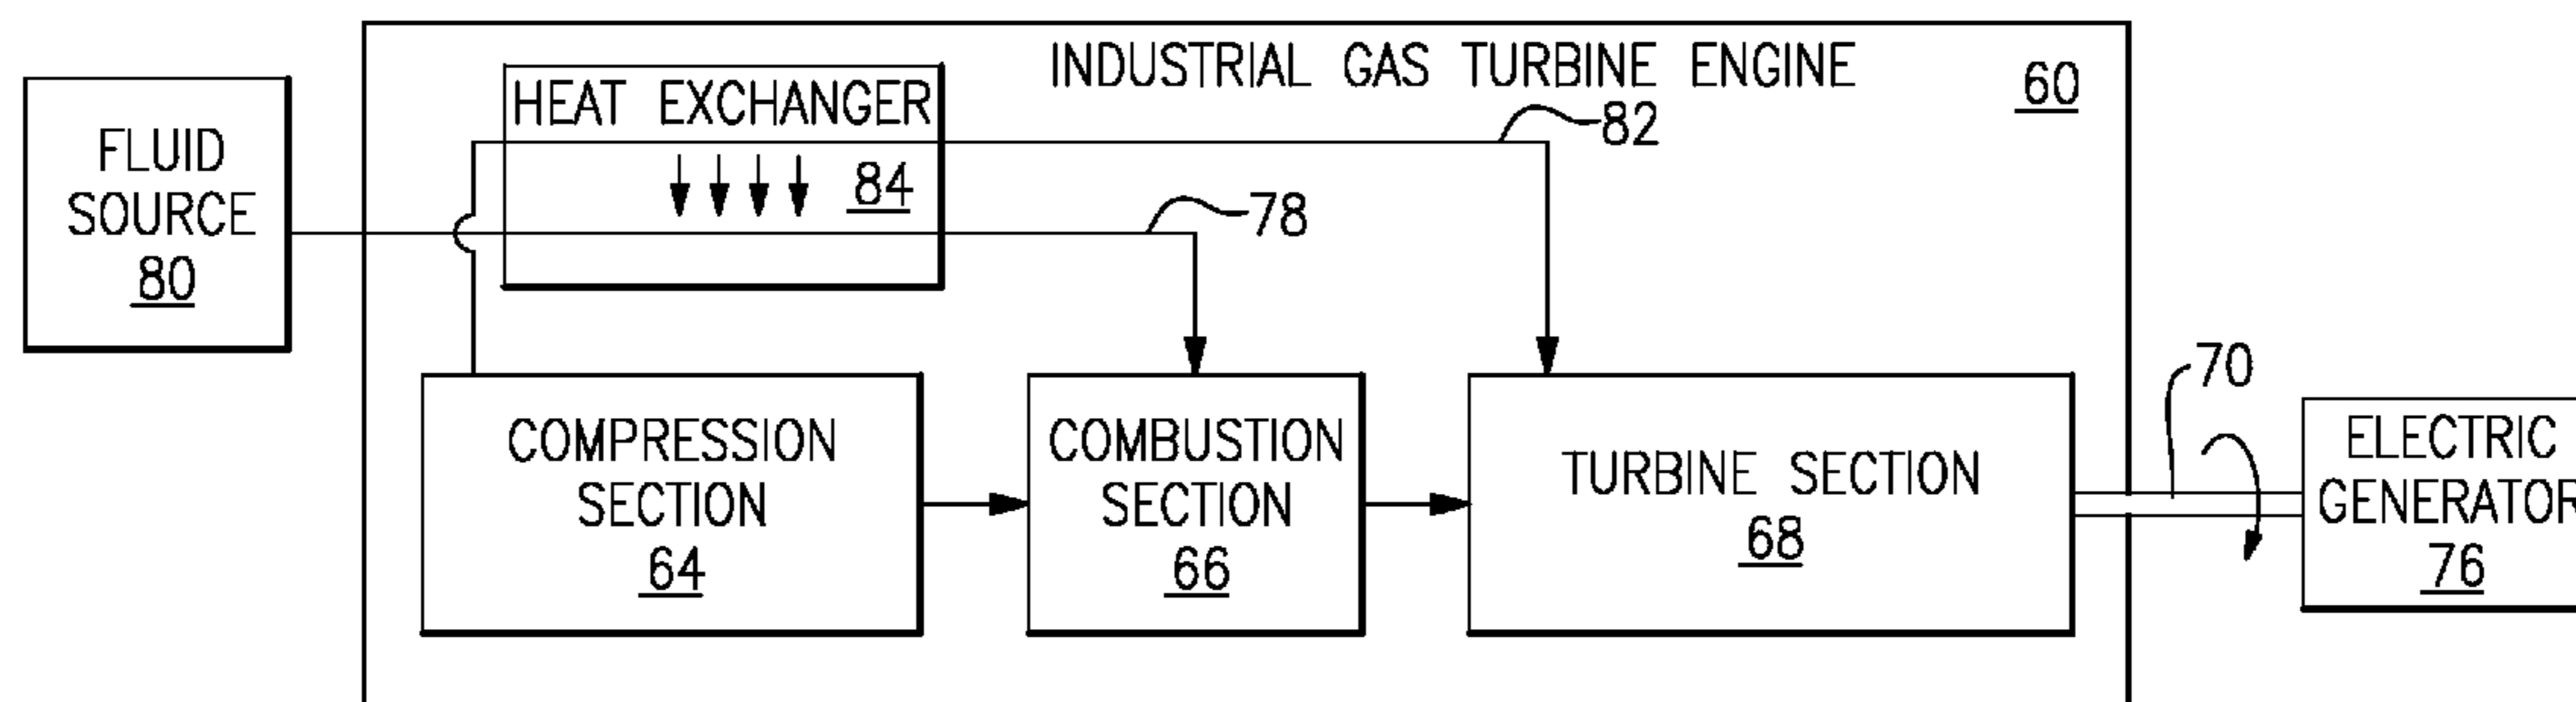 INDUSTRIAL GAS TURBINE ENGINE
60
HEAT EXCHANGER
84
82
78
FLUID
SOURCE
80
COMPRESSION
SECTION
64
COMBUSTION
SECTION
66
TURBINE SECTION
68
70
ELECTRIC
GENERATOR
76